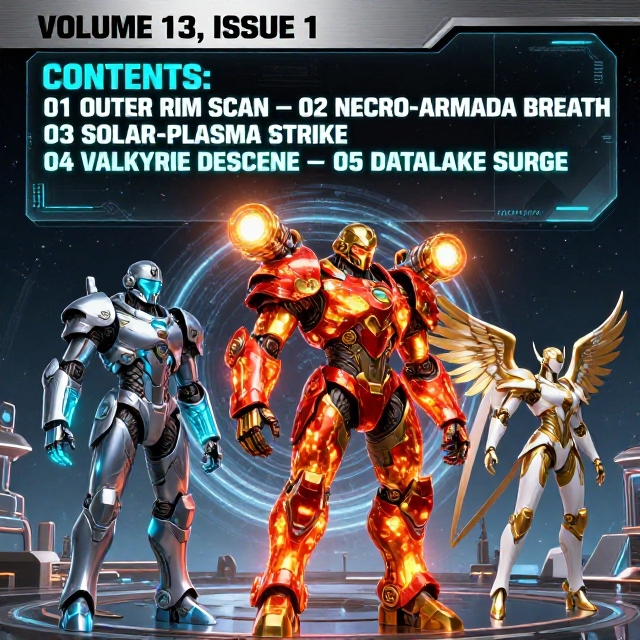 VOLUME 13, ISSUE 1
CONTENTS:
01 OUTER RIM SCAN – 02 NECRO-ARMADA BREATH
03 SOLAR-PLASMA STRIKE
04 VALKYRIE DESCENE – 05 DATALAKE SURGE